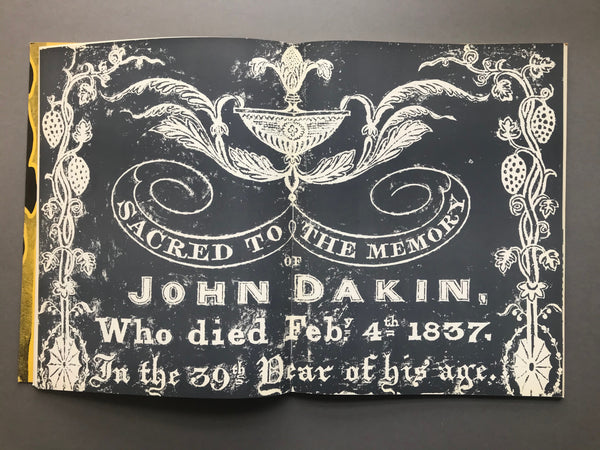 SACRED TO THE MEMORY
OF
JOHN DAKIN,
Who died Feby. 4th 1837.
In the 39th Year of his age.